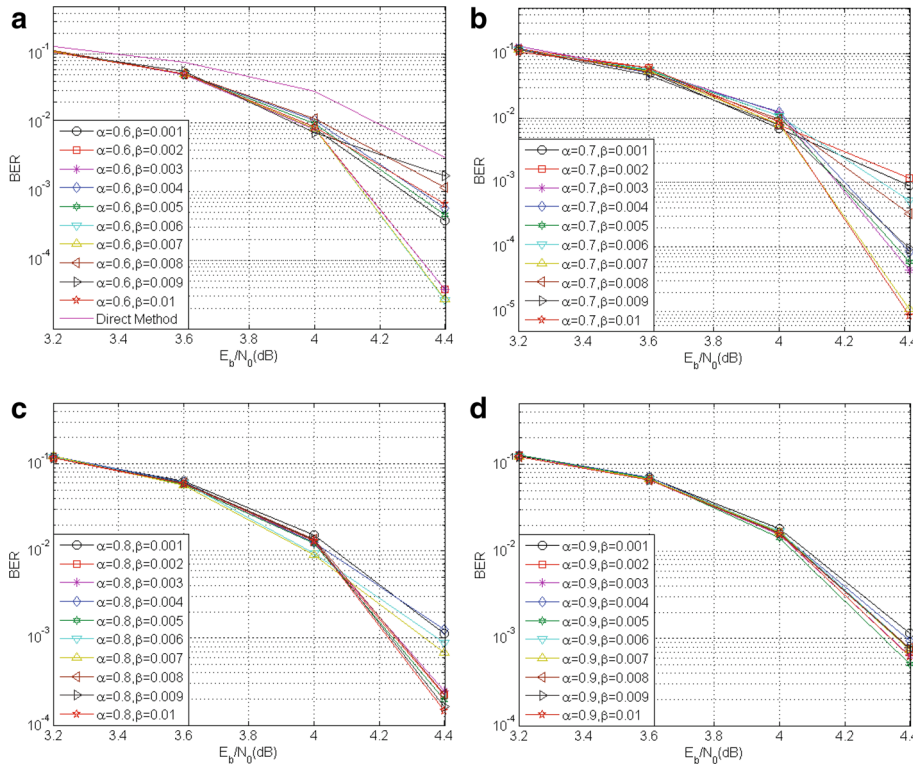 a
10⁻¹
10⁻²
10⁻³
10⁻⁴
BER
α=0.6,β=0.001
α=0.6,β=0.002
α=0.6,β=0.003
α=0.6,β=0.004
α=0.6,β=0.005
α=0.6,β=0.006
α=0.6,β=0.007
α=0.6,β=0.008
α=0.6,β=0.009
α=0.6,β=0.01
Direct Method
3.2 3.4 3.6 3.8 4 4.2 4.4
E_b/N_0(dB)
b
10⁻¹
10⁻²
10⁻³
10⁻⁴
10⁻⁵
BER
α=0.7,β=0.001
α=0.7,β=0.002
α=0.7,β=0.003
α=0.7,β=0.004
α=0.7,β=0.005
α=0.7,β=0.006
α=0.7,β=0.007
α=0.7,β=0.008
α=0.7,β=0.009
α=0.7,β=0.01
3.2 3.4 3.6 3.8 4 4.2 4.4
E_b/N_0(dB)
c
10⁻¹
10⁻²
10⁻³
10⁻⁴
BER
α=0.8,β=0.001
α=0.8,β=0.002
α=0.8,β=0.003
α=0.8,β=0.004
α=0.8,β=0.005
α=0.8,β=0.006
α=0.8,β=0.007
α=0.8,β=0.008
α=0.8,β=0.009
α=0.8,β=0.01
3.2 3.4 3.6 3.8 4 4.2 4.4
E_b/N_0(dB)
d
10⁻¹
10⁻²
10⁻³
10⁻⁴
BER
α=0.9,β=0.001
α=0.9,β=0.002
α=0.9,β=0.003
α=0.9,β=0.004
α=0.9,β=0.005
α=0.9,β=0.006
α=0.9,β=0.007
α=0.9,β=0.008
α=0.9,β=0.009
α=0.9,β=0.01
3.2 3.4 3.6 3.8 4 4.2 4.4
E_b/N_0(dB)